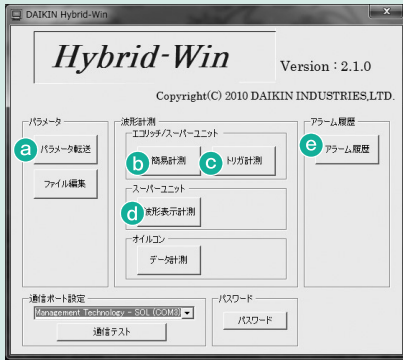 DAIKIN Hybrid-Win
Hybrid-Win
Version : 2.1.0
Copyright(C) 2010 DAIKIN INDUSTRIES,LTD.
パラメータ
a パラメータ転送
ファイル編集
波形計測
エコリッチ/スーパーユニット
b 簡易計測
c トリガ計測
スーパーユニット
d 波形表示計測
オイルコン
データ計測
アラーム履歴
e アラーム履歴
通信ポート設定
Management Technology - SOL (COM3)
通信テスト
パスワード
パスワード